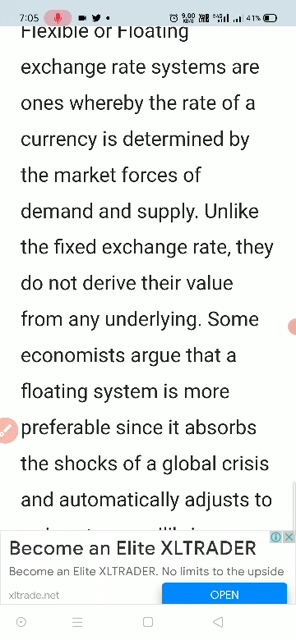 7:05
9.00
KB/S
41%
Flexible or Floating
exchange rate systems are
ones whereby the rate of a
currency is determined by
the market forces of
demand and supply. Unlike
the fixed exchange rate, they
do not derive their value
from any underlying. Some
economists argue that a
floating system is more
preferable since it absorbs
the shocks of a global crisis
and automatically adjusts to
Become an Elite XLTRADER
Become an Elite XLTRADER. No limits to the upside
xltrade.net
OPEN